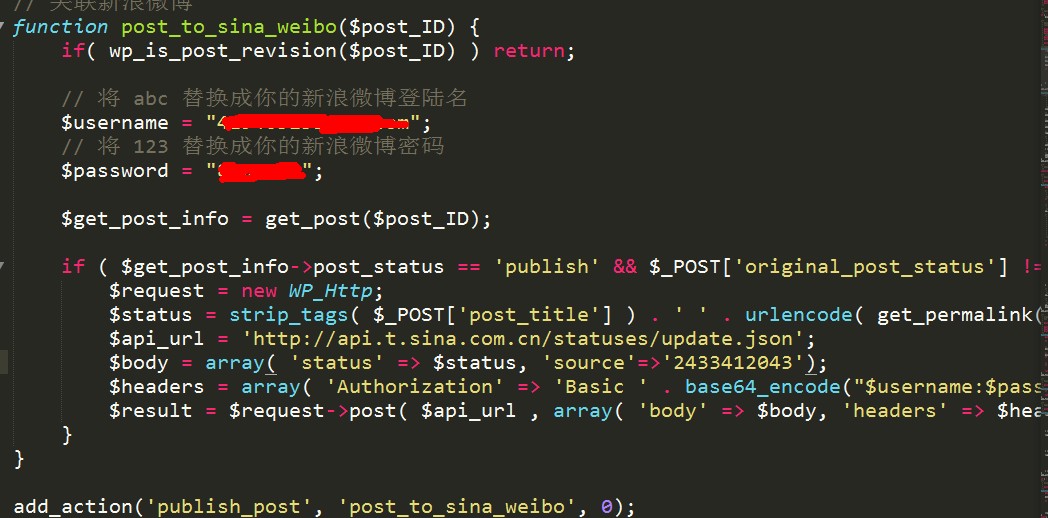 // 关联新浪微博
function post_to_sina_weibo($post_ID) {
if( wp_is_post_revision($post_ID) ) return;
// 将 abc 替换成你的新浪微博登陆名
$username = "";
// 将 123 替换成你的新浪微博密码
$password = "";
$get_post_info = get_post($post_ID);
if ( $get_post_info->post_status == 'publish' && $_POST['original_post_status'] !=
$request = new WP_Http;
$status = strip_tags( $_POST['post_title'] ) . ' ' . urlencode( get_permalink(
$api_url = 'http://api.t.sina.com.cn/statuses/update.json';
$body = array( 'status' => $status, 'source'=>'2433412043');
$headers = array( 'Authorization' => 'Basic ' . base64_encode("$username:$pass
$result = $request->post( $api_url , array( 'body' => $body, 'headers' => $hea
}
}
add_action('publish_post', 'post_to_sina_weibo', 0);